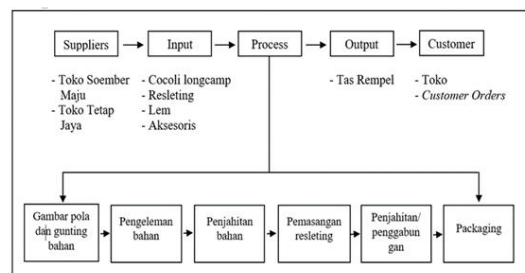 Suppliers
Input
Process
Output
Customer
- Toko Soember
Maju
- Toko Tetap
Jaya
- Cocoli longcamp
- Resleting
- Lem
- Aksesoris
- Tas Rempel
- Toko
- Customer Orders
Gambar pola
dan gunting
bahan
Pengeleman
bahan
Penjahitan
bahan
Pemasangan
resleting
Penjahitan/
penggabun
gan
Packaging